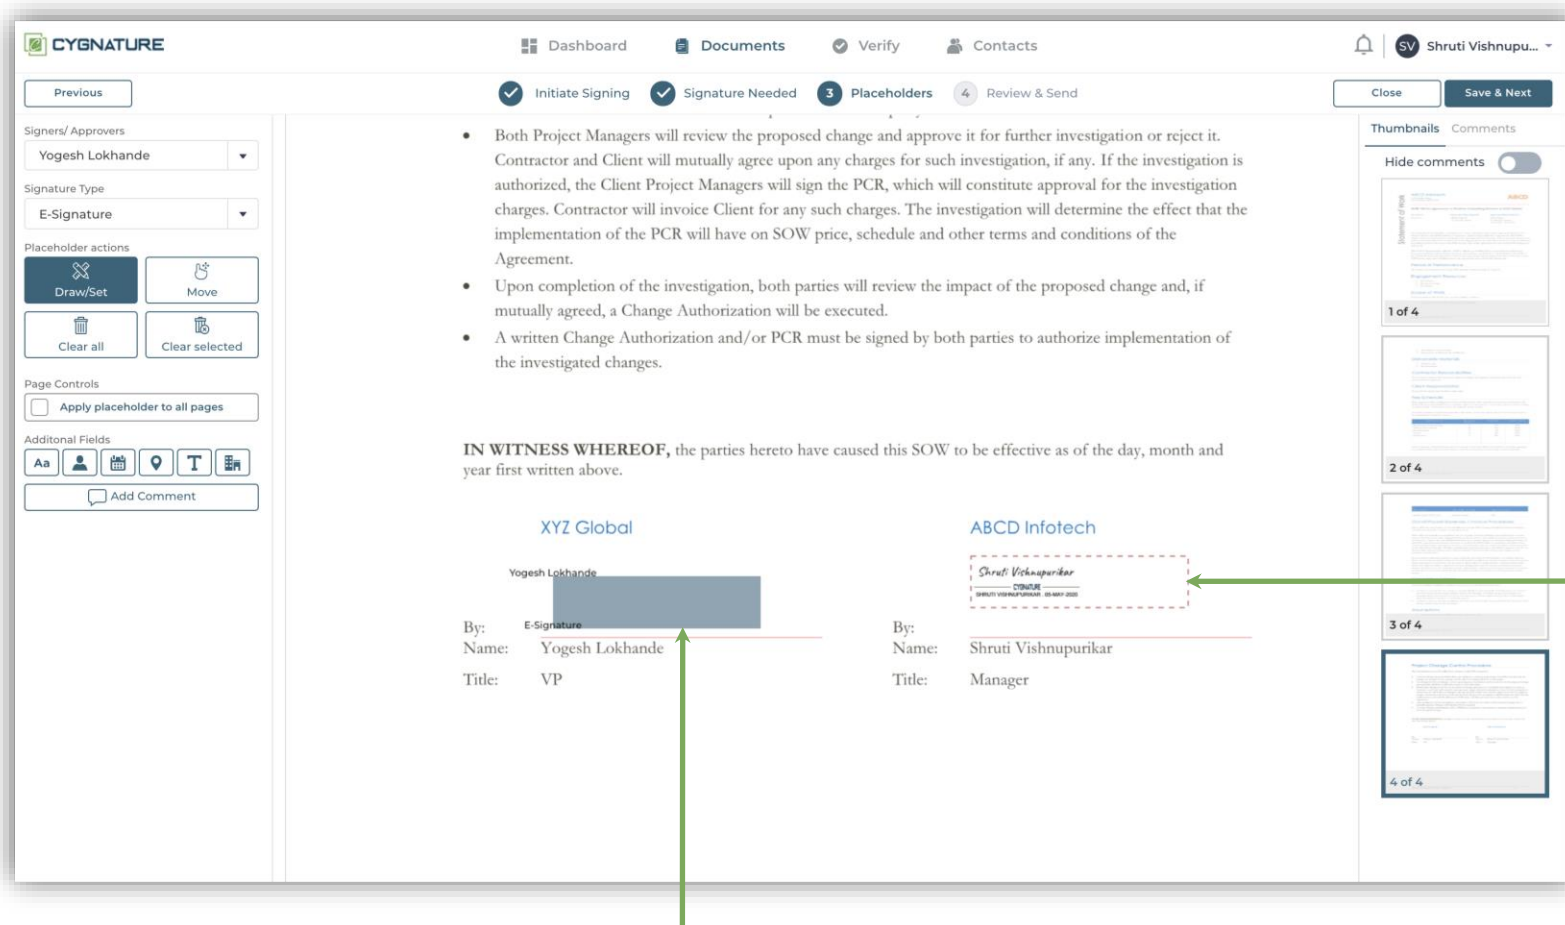 CYGNATURE
Dashboard
Documents
Verify
Contacts
SV
Shruti Vishnupu...
Previous
Initiate Signing
Signature Needed
3 Placeholders
4 Review & Send
Close
Save & Next
Signers/ Approvers
Yogesh Lokhande
Signature Type
E-Signature
Placeholder actions
Draw/Set
Move
Clear all
Clear selected
Page Controls
Apply placeholder to all pages
Additonal Fields
Aa
T
Add Comment
• Both Project Managers will review the proposed change and approve it for further investigation or reject it.
Contractor and Client will mutually agree upon any charges for such investigation, if any. If the investigation is
authorized, the Client Project Managers will sign the PCR, which will constitute approval for the investigation
charges. Contractor will invoice Client for any such charges. The investigation will determine the effect that the
implementation of the PCR will have on SOW price, schedule and other terms and conditions of the
Agreement.
• Upon completion of the investigation, both parties will review the impact of the proposed change and, if
mutually agreed, a Change Authorization will be executed.
• A written Change Authorization and/or PCR must be signed by both parties to authorize implementation of
the investigated changes.
IN WITNESS WHEREOF, the parties hereto have caused this SOW to be effective as of the day, month and
year first written above.
XYZ Global
Yogesh Lokhande
E-Signature
By:
Name: Yogesh Lokhande
Title: VP
ABCD Infotech
Shruti Vishnupurikar
CYGNATURE
By:
Name: Shruti Vishnupurikar
Title: Manager
Thumbnails
Comments
Hide comments
Statement of Work
ABCD
1 of 4
2 of 4
3 of 4
4 of 4